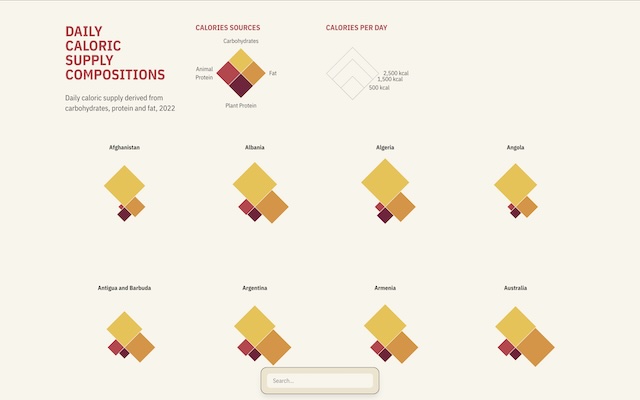 DAILY
CALORIC
SUPPLY
COMPOSITIONS
Daily caloric supply derived from
carbohydrates, protein and fat, 2022
CALORIES SOURCES
Carbohydrates
Animal
Protein
Fat
Plant Protein
CALORIES PER DAY
2,500 kcal
1,500 kcal
500 kcal
Afghanistan
Albania
Algeria
Angola
Antigua and Barbuda
Argentina
Armenia
Australia
Search...